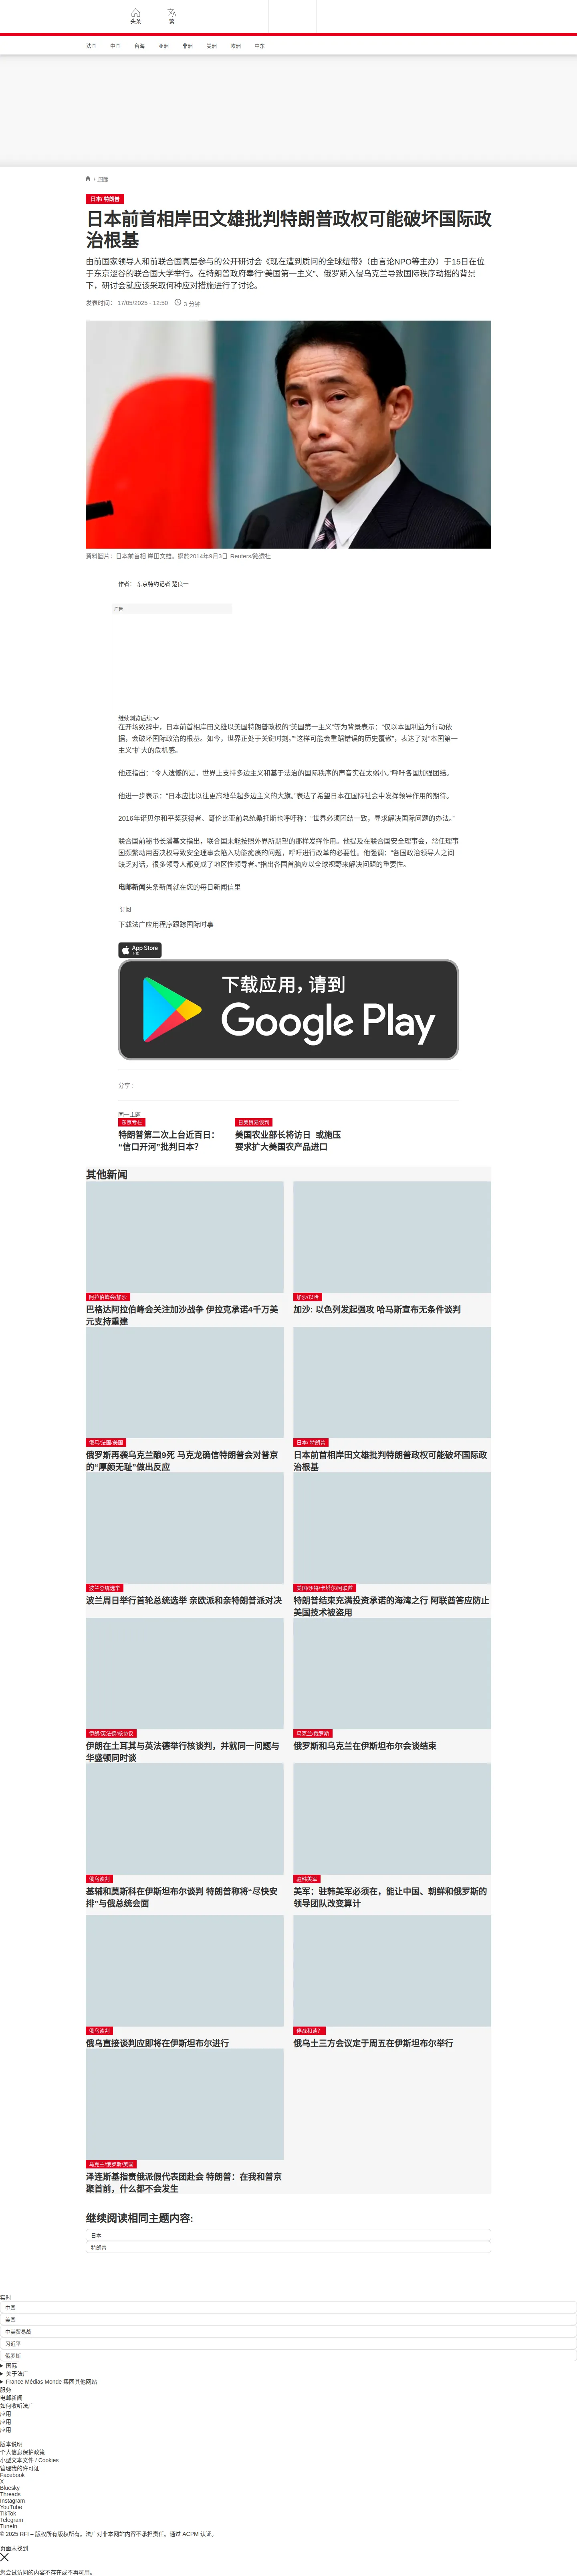 头条
繁
法国
中国
台海
亚洲
非洲
美洲
欧洲
中东
/ 国际
日本/ 特朗普
日本前首相岸田文雄批判特朗普政权可能破坏国际政
治根基
由前国家领导人和前联合国高层参与的公开研讨会《现在遭到质问的全球纽带》（由言论NPO等主办）于15日在位
于东京涩谷的联合国大学举行。在特朗普政府奉行“美国第一主义”、俄罗斯入侵乌克兰导致国际秩序动摇的背景
下，研讨会就应该采取何种应对措施进行了讨论。
发表时间： 17/05/2025 - 12:50
3 分钟
資料圖片：日本前首相 岸田文雄。攝於2014年9月3日 Reuters/路透社
作者： 东京特约记者 楚良一
广告
继续浏览后续
在开场致辞中，日本前首相岸田文雄以美国特朗普政权的“美国第一主义”等为背景表示：“仅以本国利益为行动依
据，会破坏国际政治的根基。如今，世界正处于关键时刻。”“这样可能会重蹈错误的历史覆辙”，表达了对“本国第一
主义”扩大的危机感。
他还指出：“令人遗憾的是，世界上支持多边主义和基于法治的国际秩序的声音实在太弱小。”呼吁各国加强团结。
他进一步表示：“日本应比以往更高地举起多边主义的大旗。”表达了希望日本在国际社会中发挥领导作用的期待。
2016年诺贝尔和平奖获得者、哥伦比亚前总统桑托斯也呼吁称：“世界必须团结一致，寻求解决国际问题的办法。”
联合国前秘书长潘基文指出，联合国未能按照外界所期望的那样发挥作用。他提及在联合国安全理事会，常任理事
国频繁动用否决权导致安全理事会陷入功能瘫痪的问题，呼吁进行改革的必要性。他强调：“各国政治领导人之间
缺乏对话，很多领导人都变成了地区性领导者。”指出各国首脑应以全球视野来解决问题的重要性。
电邮新闻头条新闻就在您的每日新闻信里
订阅
下载法广应用程序跟踪国际时事
App Store
下载
下载应用，请到
Google Play
分享 :
同一主题
东京专栏
特朗普第二次上台近百日：
“信口开河”批判日本？
日美贸易谈判
美国农业部长将访日 或施压
要求扩大美国农产品进口
其他新闻
阿拉伯峰会/加沙
巴格达阿拉伯峰会关注加沙战争 伊拉克承诺4千万美
元支持重建
加沙/以哈
加沙: 以色列发起强攻 哈马斯宣布无条件谈判
俄乌/法国/美国
俄罗斯再袭乌克兰酿9死 马克龙确信特朗普会对普京
的“厚颜无耻”做出反应
日本/ 特朗普
日本前首相岸田文雄批判特朗普政权可能破坏国际政
治根基
波兰总统选举
波兰周日举行首轮总统选举 亲欧派和亲特朗普派对决
美国/沙特/卡塔尔/阿联酋
特朗普结束充满投资承诺的海湾之行 阿联酋答应防止
美国技术被盗用
伊朗/英法德/核协议
伊朗在土耳其与英法德举行核谈判，并就同一问题与
华盛顿同时谈
乌克兰/俄罗斯
俄罗斯和乌克兰在伊斯坦布尔会谈结束
俄乌谈判
基辅和莫斯科在伊斯坦布尔谈判 特朗普称将“尽快安
排”与俄总统会面
驻韩美军
美军：驻韩美军必须在，能让中国、朝鲜和俄罗斯的
领导团队改变算计
俄乌谈判
俄乌直接谈判应即将在伊斯坦布尔进行
停战和谈？
俄乌土三方会议定于周五在伊斯坦布尔举行
乌克兰/俄罗斯/美国
泽连斯基指责俄派假代表团赴会 特朗普：在我和普京
聚首前，什么都不会发生
继续阅读相同主题内容:
日本
特朗普
实时
中国
美国
中美贸易战
习近平
俄罗斯
国际
关于法广
France Médias Monde 集团其他网站
服务
电邮新闻
如何收听法广
应用
应用
应用
版本说明
个人信息保护政策
小型文本文件 / Cookies
管理我的许可证
Facebook
X
Bluesky
Threads
Instagram
YouTube
TikTok
Telegram
TuneIn
© 2025 RFI – 版权所有版权所有。法广对非本网站内容不承担责任。通过 ACPM 认证。
页面未找到
您尝试访问的内容不存在或不再可用。